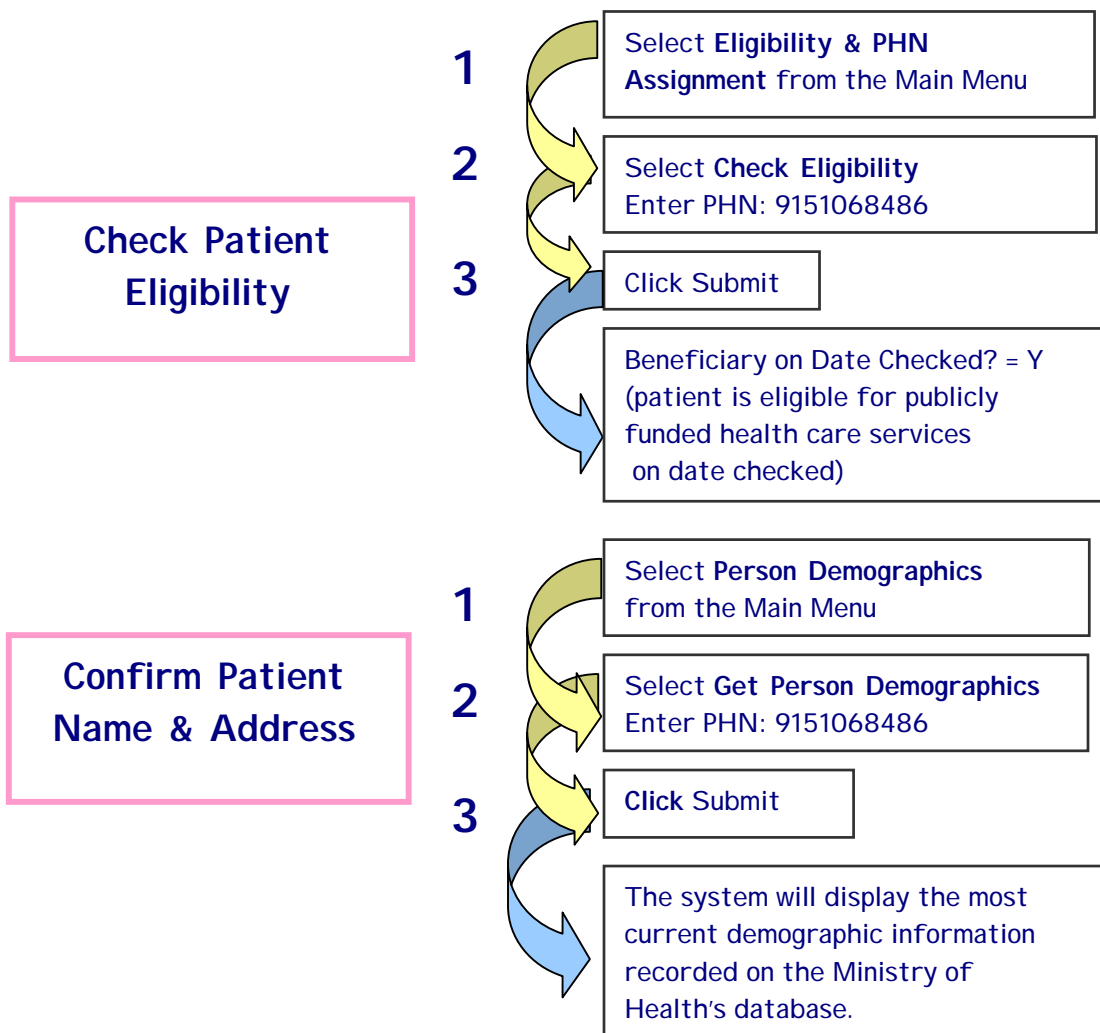 Check Patient
Eligibility
1
Select Eligibility & PHN
Assignment from the Main Menu
2
Select Check Eligibility
Enter PHN: 9151068486
3
Click Submit
Beneficiary on Date Checked? = Y
(patient is eligible for publicly
funded health care services
on date checked)
Confirm Patient
Name & Address
1
Select Person Demographics
from the Main Menu
2
Select Get Person Demographics
Enter PHN: 9151068486
3
Click Submit
The system will display the most
current demographic information
recorded on the Ministry of
Health's database.